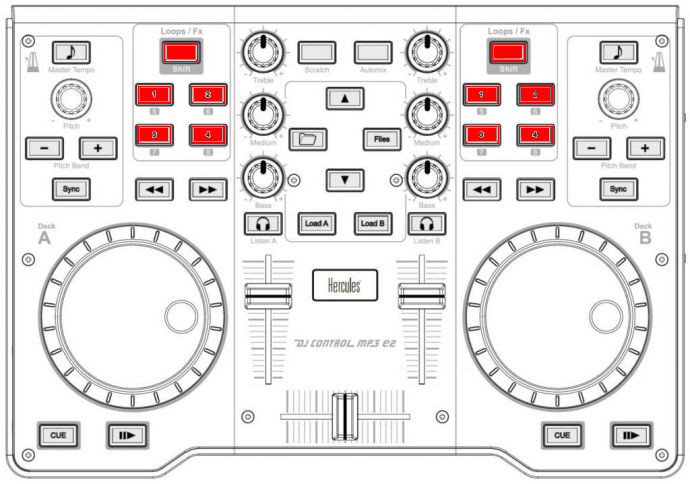 Loops / Fx
Loops / Fx
Master Tempo
Shift
Treble
Scratch
Automix
Treble
Shift
Master Tempo
- Pitch +
1 2
5 6
3 4
7 8
Medium
Files
Medium
1 2
5 6
3 4
7 8
- Pitch +
Pitch Bend
Pitch Bend
Sync
Bass
Bass
Sync
Load A
Load B
Listen A
Listen B
Deck
A
Deck
B
Hercules
DJ CONTROL MP3 e2
CUE
CUE